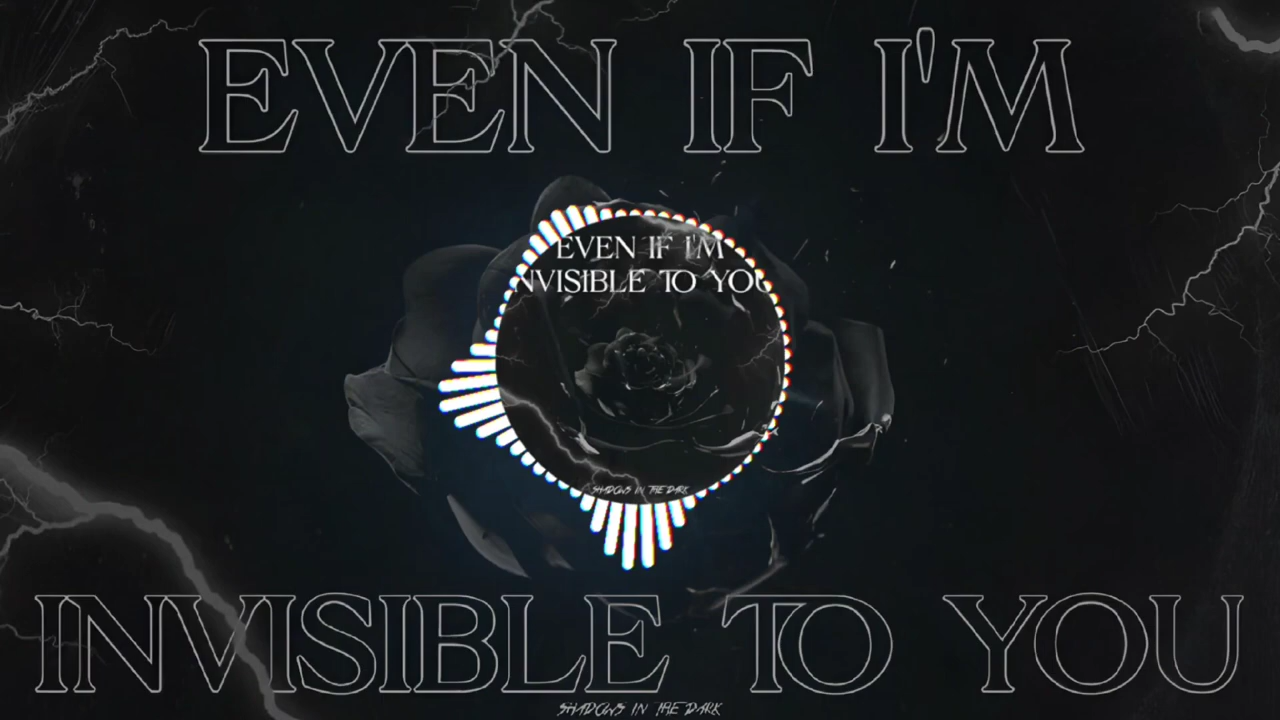 EVEN IF I'M
EVEN IF I'M
NVISIBLE TO YOU
SHADOWS IN THE DARK
INVISIBLE TO YOU
SHADOWS IN THE DARK